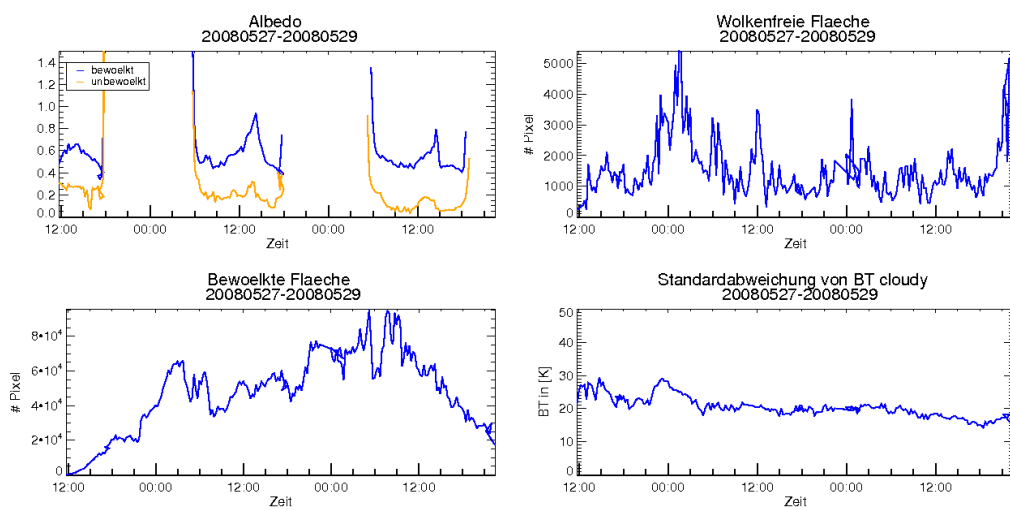 Albedo
20080527-20080529
bewoelkt
unbewoelkt
1.4
1.2
1.0
0.8
0.6
0.4
0.2
0.0
12:00 00:00 12:00 00:00 12:00
Zeit
Wolkenfreie Flaeche
20080527-20080529
# Pixel
5000
4000
3000
2000
1000
0
12:00 00:00 12:00 00:00 12:00
Zeit
Bewoelkte Flaeche
20080527-20080529
# Pixel
8•10⁴
6•10⁴
4•10⁴
2•10⁴
0
12:00 00:00 12:00 00:00 12:00
Zeit
Standardabweichung von BT cloudy
20080527-20080529
BT in [K]
50
40
30
20
10
0
12:00 00:00 12:00 00:00 12:00
Zeit